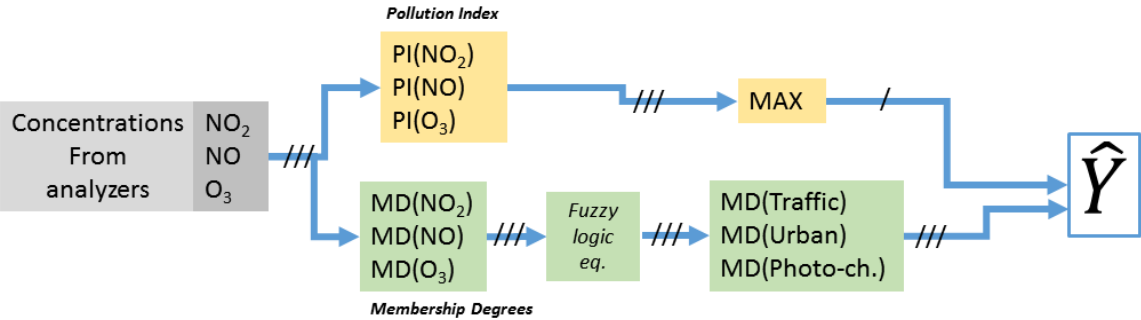 Pollution Index
PI(NO₂)
PI(NO)
PI(O₃)
MAX
Concentrations
From
analyzers
NO₂
NO
O₃
MD(NO₂)
MD(NO)
MD(O₃)
Fuzzy
logic
eq.
MD(Traffic)
MD(Urban)
MD(Photo-ch.)
Ŷ
Membership Degrees